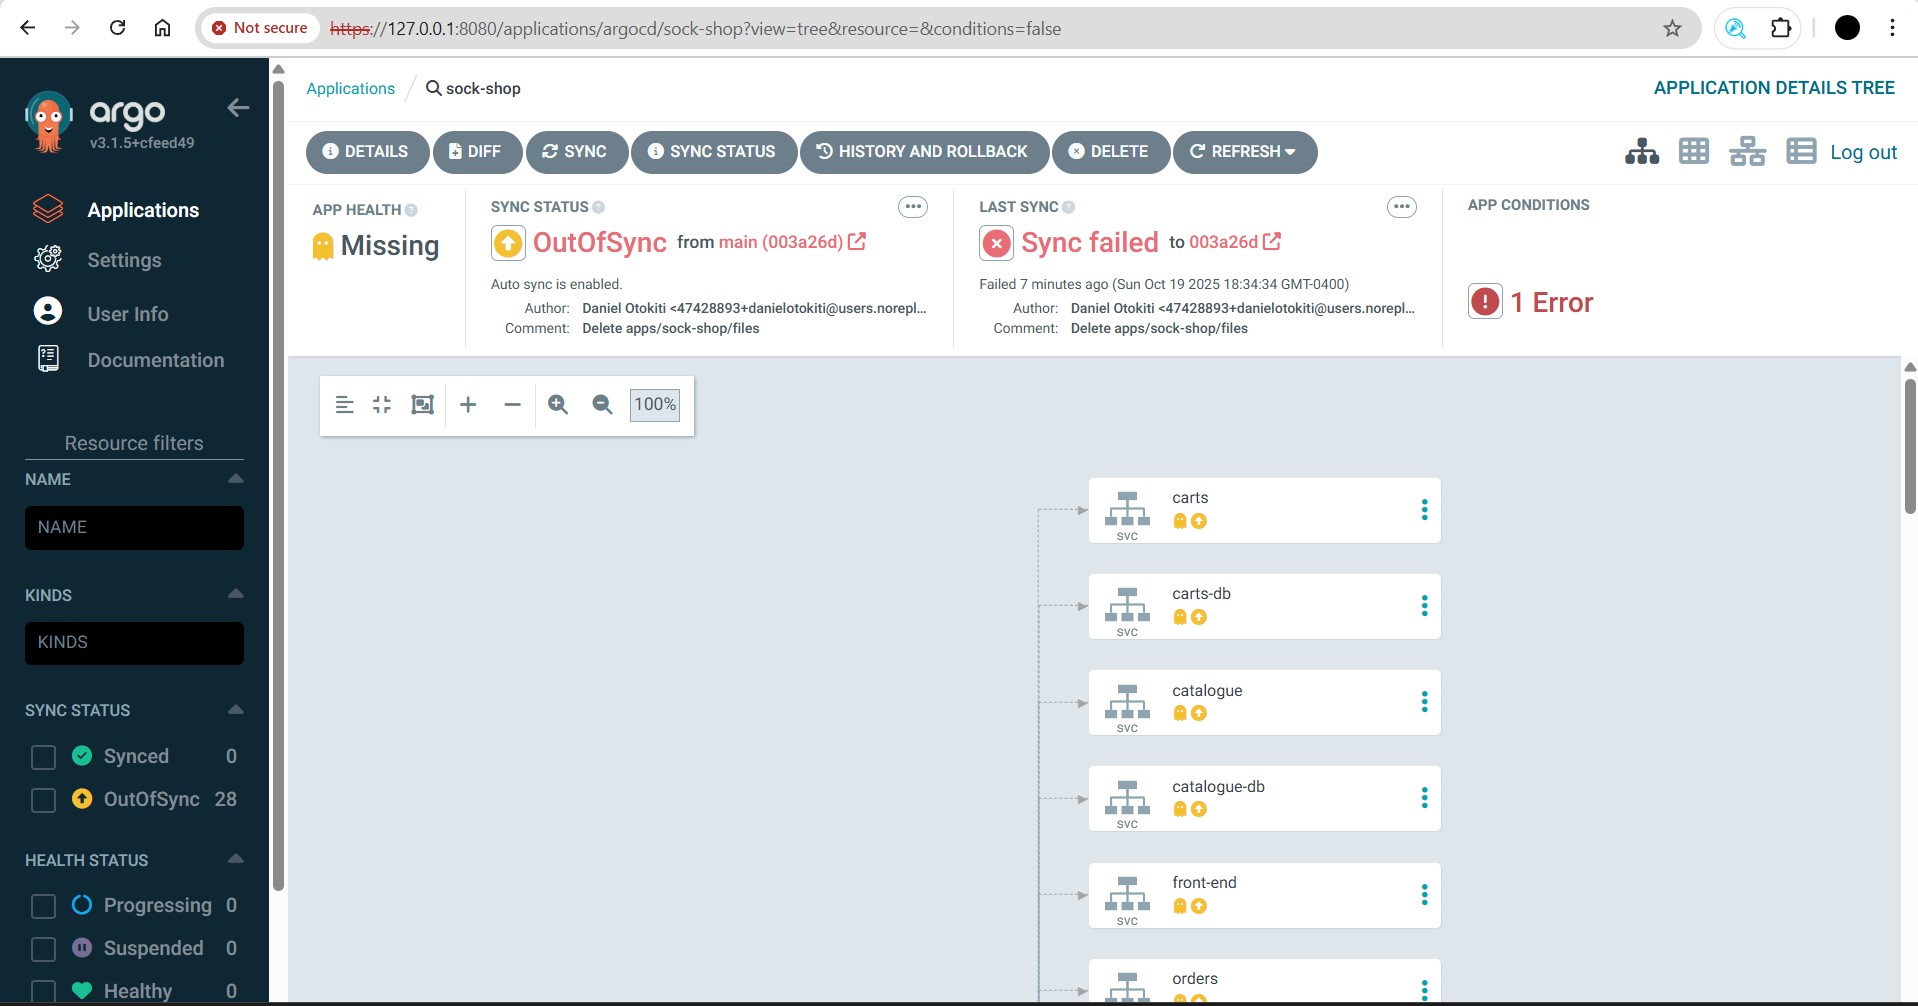 Not secure
https://127.0.0.1:8080/applications/argocd/sock-shop?view=tree&resource=&conditions=false
argo
v3.1.5+cfeed49
Applications
Settings
User Info
Documentation
Resource filters
NAME
NAME
KINDS
KINDS
SYNC STATUS
Synced 0
OutOfSync 28
HEALTH STATUS
Progressing 0
Suspended 0
Healthy 0
Applications / sock-shop
APPLICATION DETAILS TREE
DETAILS DIFF SYNC SYNC STATUS HISTORY AND ROLLBACK DELETE REFRESH
Log out
APP HEALTH
Missing
SYNC STATUS
OutOfSync from main (003a26d)
Auto sync is enabled.
Author: Daniel Otokiti <47428893+danielotokiti@users.norepl...
Comment: Delete apps/sock-shop/files
LAST SYNC
Sync failed to 003a26d
Failed 7 minutes ago (Sun Oct 19 2025 18:34:34 GMT-0400)
Author: Daniel Otokiti <47428893+danielotokiti@users.norepl...
Comment: Delete apps/sock-shop/files
APP CONDITIONS
1 Error
100%
carts
svc
carts-db
svc
catalogue
svc
catalogue-db
svc
front-end
svc
orders